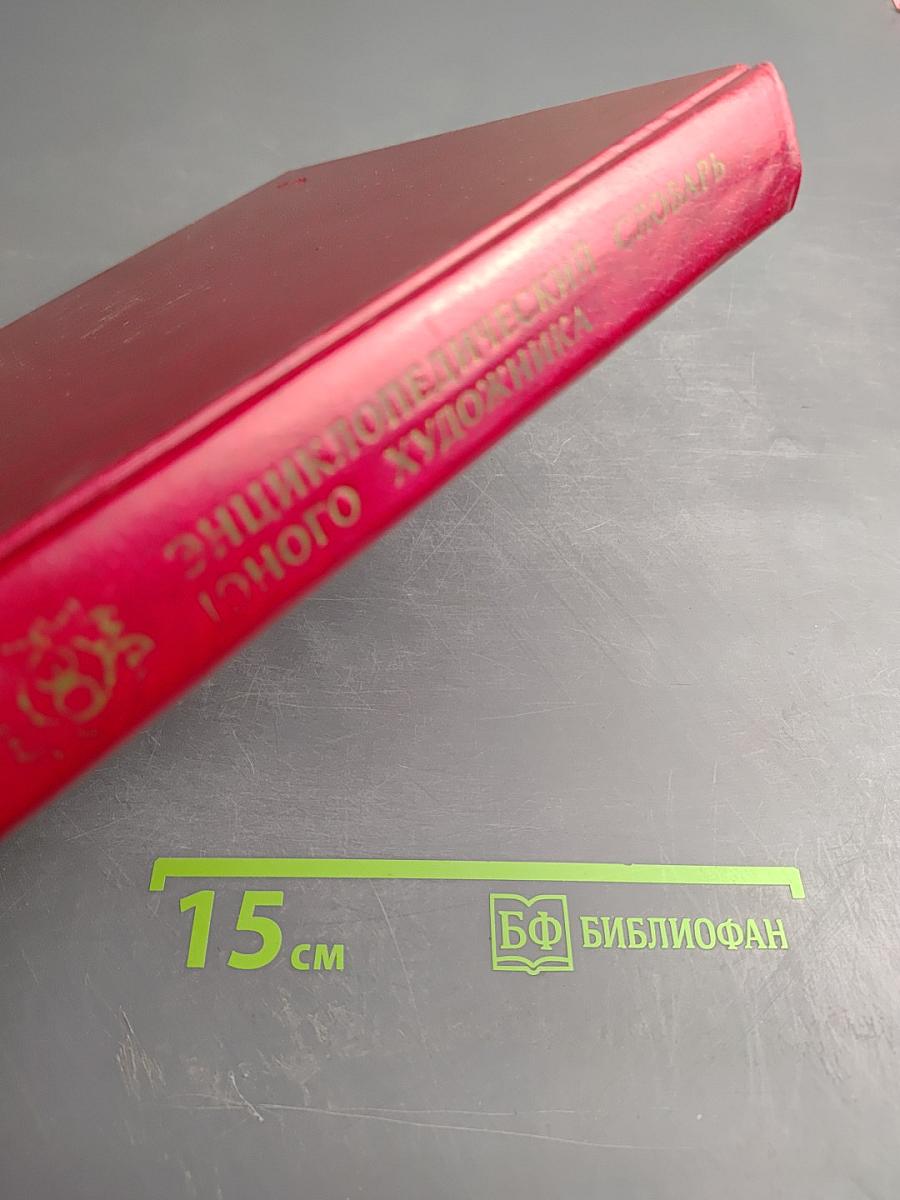 ЭНЦИКЛОПЕДИЧЕСКИЙ СЛОВАРЬ
ЮНОГО ХУДОЖНИКА
15 см
БФ БИБЛИОФАН